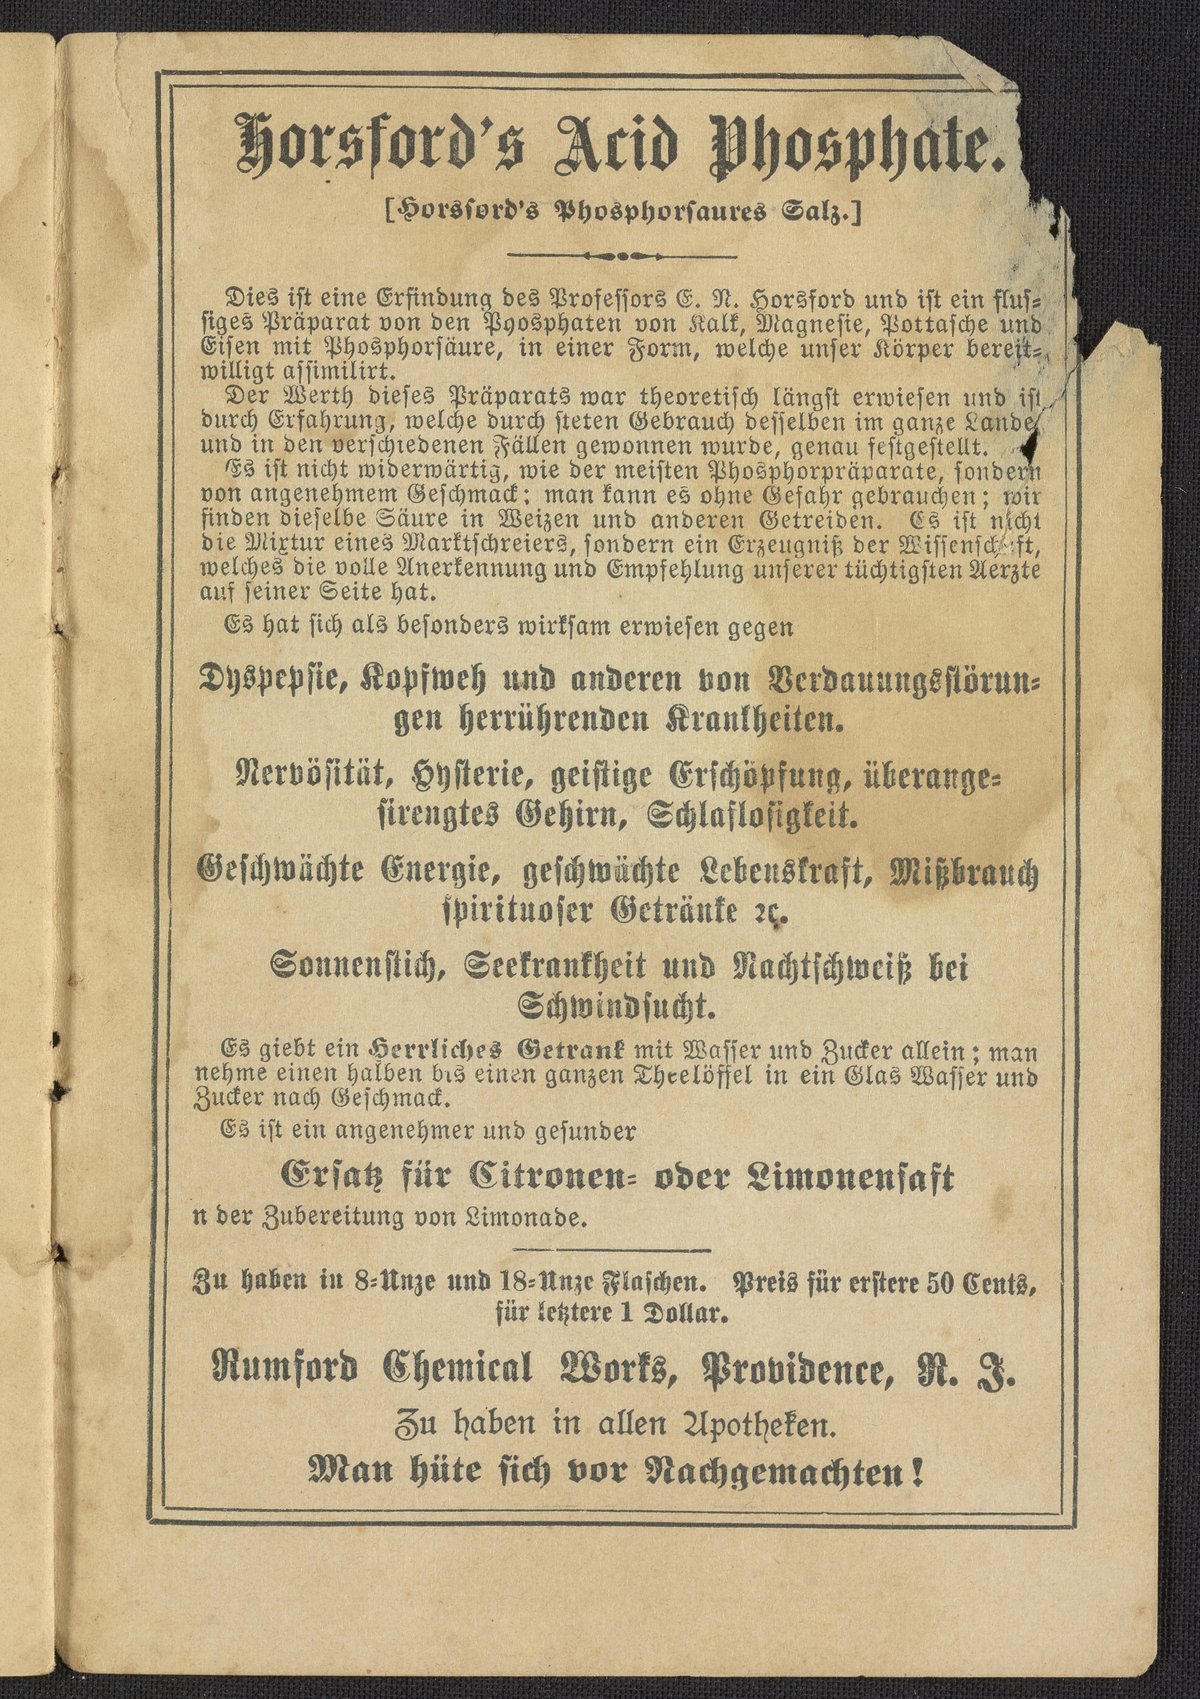 Horsford's Acid Phosphate.
[Horsford's Phosphorsaures Salz.]
Dies ist eine Erfindung des Professors E. N. Horsford und ist ein flus-
siges Präparat von den Pyosphaten von Kalk, Magnesie, Pottasche und
Eisen mit Phosphorsäure, in einer Form, welche unser Körper bereit-
willigt assimilirt.
Der Werth dieses Präparats war theoretisch längst erwiesen und ist
durch Erfahrung, welche durch steten Gebrauch desselben im ganze Lande
und in den verschiedenen Fällen gewonnen wurde, genau festgestellt.
Es ist nicht widerwärtig, wie der meisten Phosphorpräparate, sondern
von angenehmem Geschmack; man kann es ohne Gefahr gebrauchen; wir
finden dieselbe Säure in Weizen und anderen Getreiden. Es ist nicht
die Mixtur eines Marktschreiers, sondern ein Erzeugniß der Wissenschaft,
welches die volle Anerkennung und Empfehlung unserer tüchtigsten Aerzte
auf seiner Seite hat.
Es hat sich als besonders wirksam erwiesen gegen
Dyspepsie, Kopfweh und anderen von Verdauungsstörun-
gen herrührenden Krankheiten.
Nervösität, Hysterie, geistige Erschöpfung, überange-
strengtes Gehirn, Schlaflosigkeit.
Geschwächte Energie, geschwächte Lebenskraft, Mißbrauch
spirituoser Getränke ꝛc.
Sonnenstich, Seekrankheit und Nachtschweiß bei
Schwindsucht.
Es giebt ein Herrliches Getrank mit Wasser und Zucker allein; man
nehme einen halben bis einen ganzen Theelöffel in ein Glas Wasser und
Zucker nach Geschmack.
Es ist ein angenehmer und gesunder
Ersatz für Citronen- oder Limonensaft
n der Zubereitung von Limonade.
Zu haben in 8-Unze und 18-Unze Flaschen. Preis für erstere 50 Cents,
für letztere 1 Dollar.
Rumford Chemical Works, Providence, R. I.
Zu haben in allen Apotheken.
Man hüte sich vor Nachgemachten!